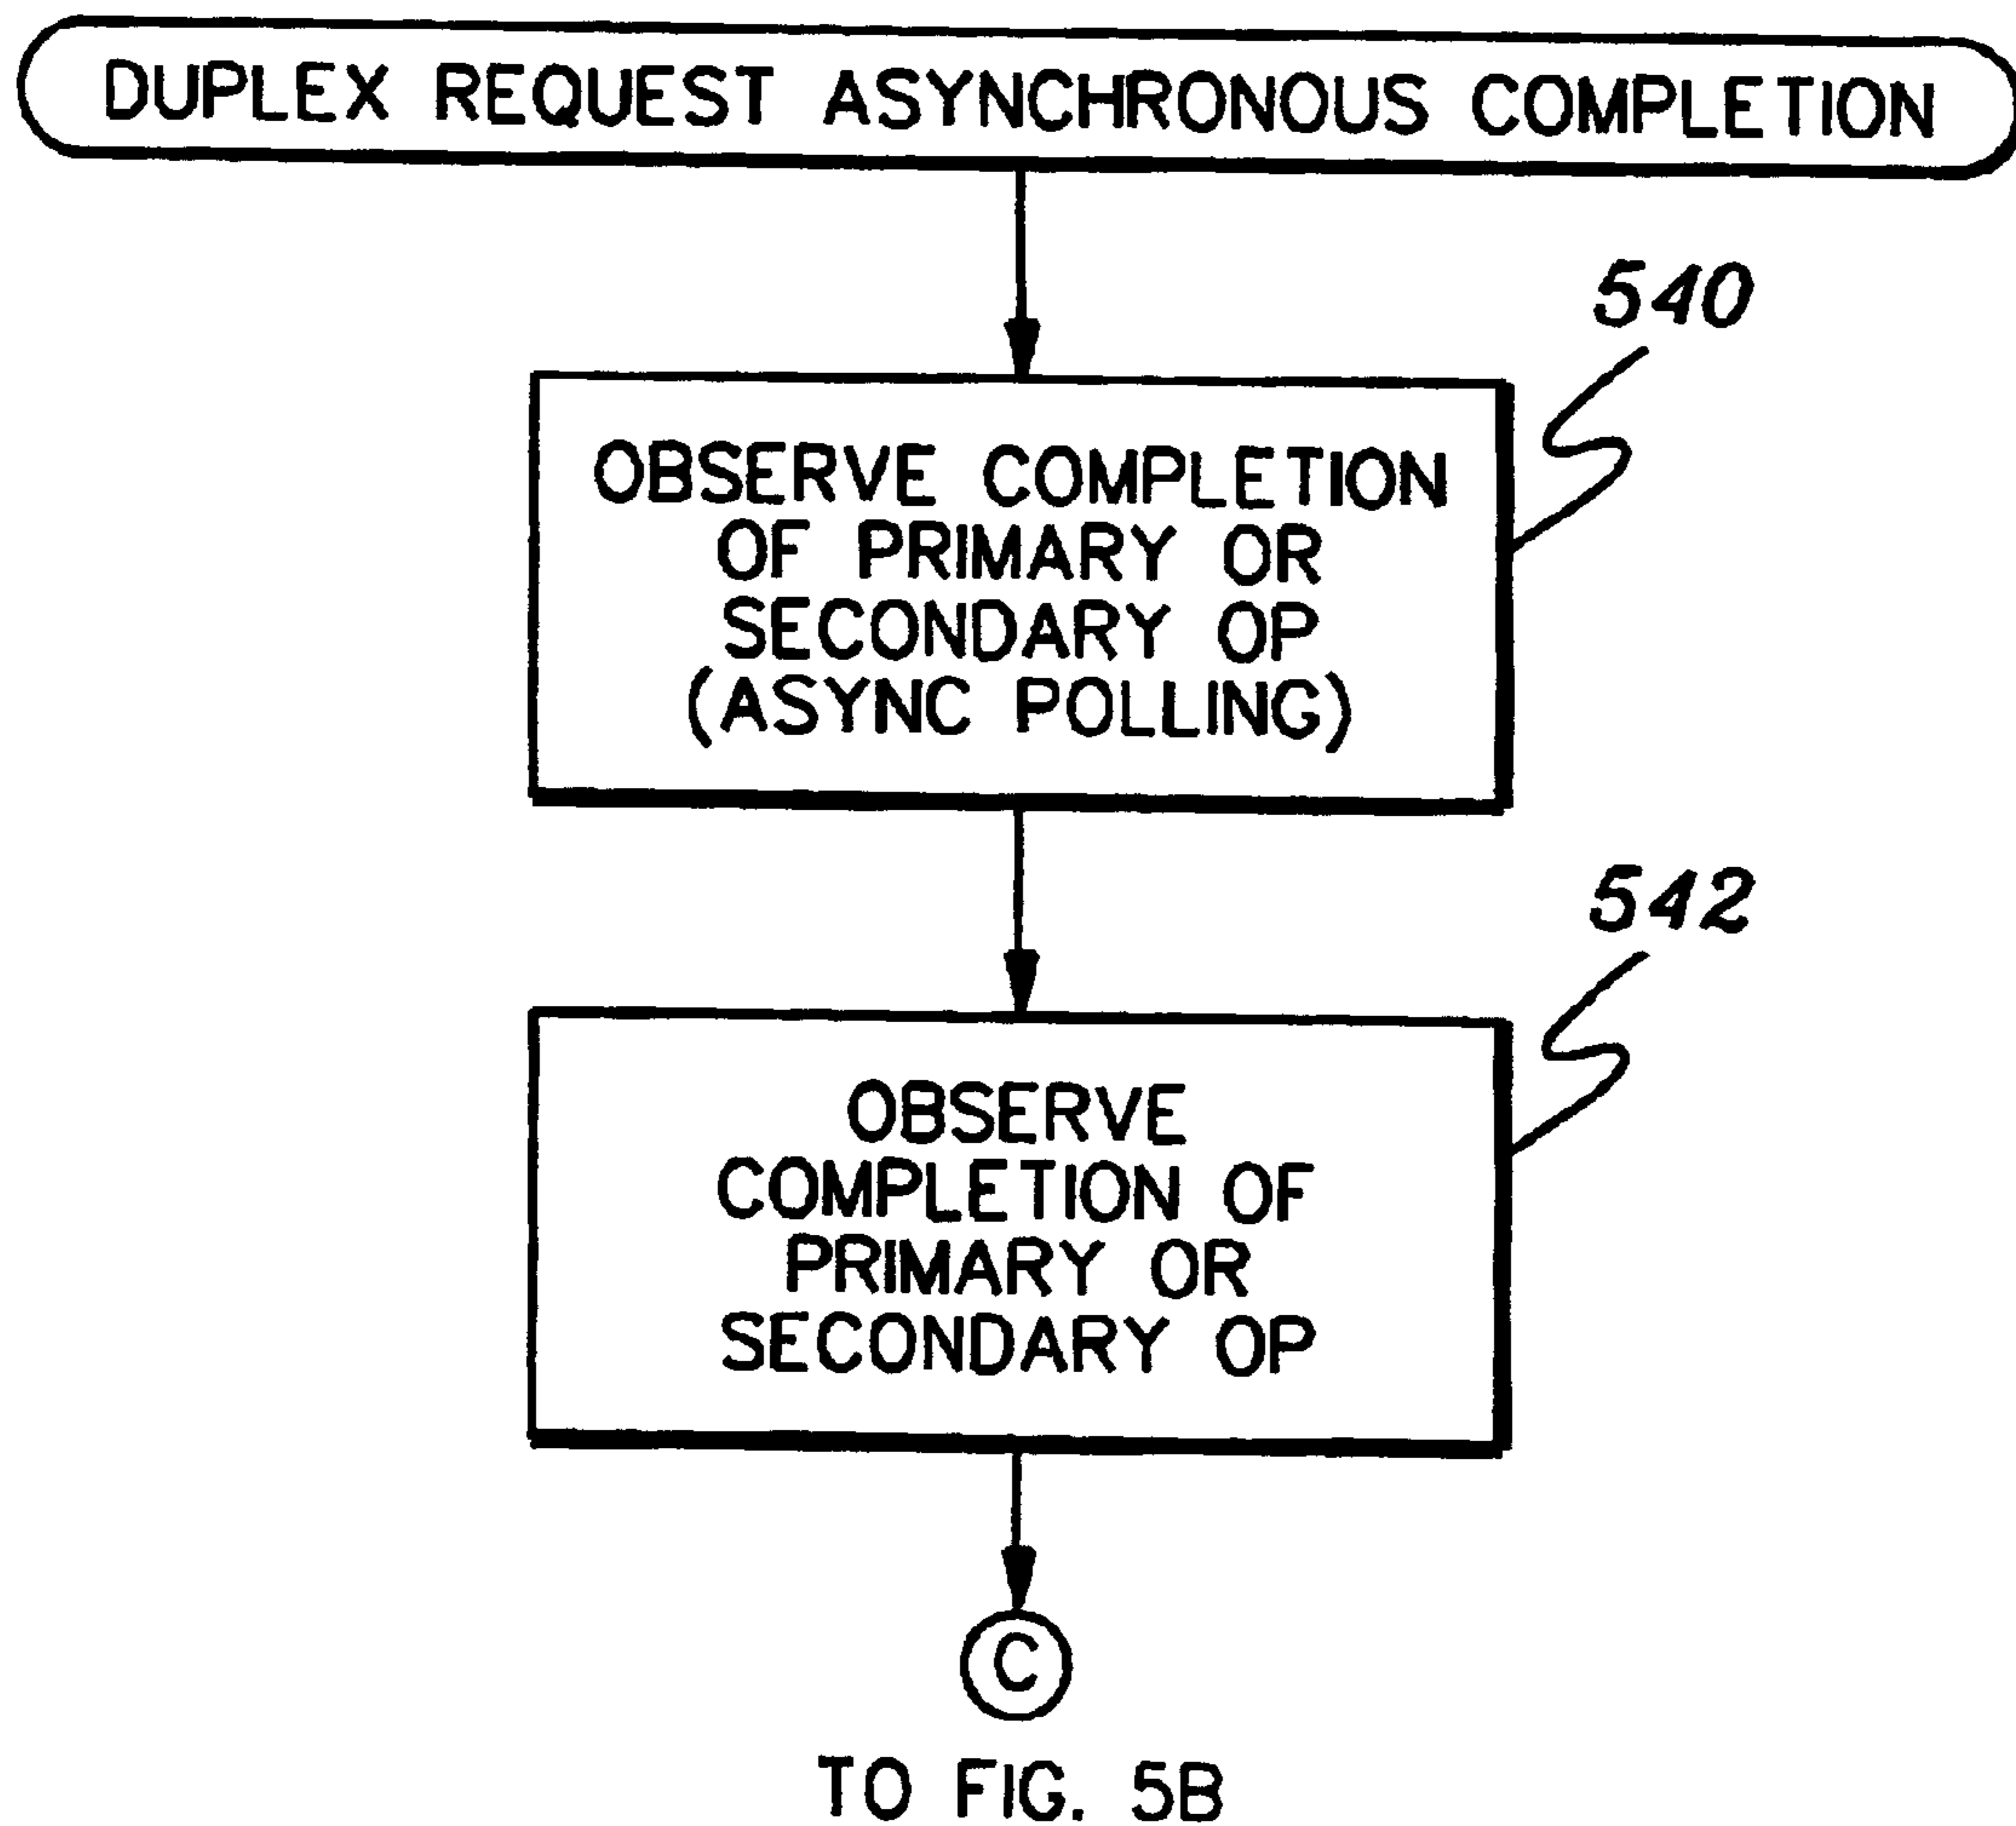 DUPLEX REQUEST ASYNCHRONOUS COMPLETION
540
OBSERVE COMPLETION
OF PRIMARY OR
SECONDARY OP
(ASYNC POLLING)
542
OBSERVE
COMPLETION OF
PRIMARY OR
SECONDARY OP
C
TO FIG. 5B